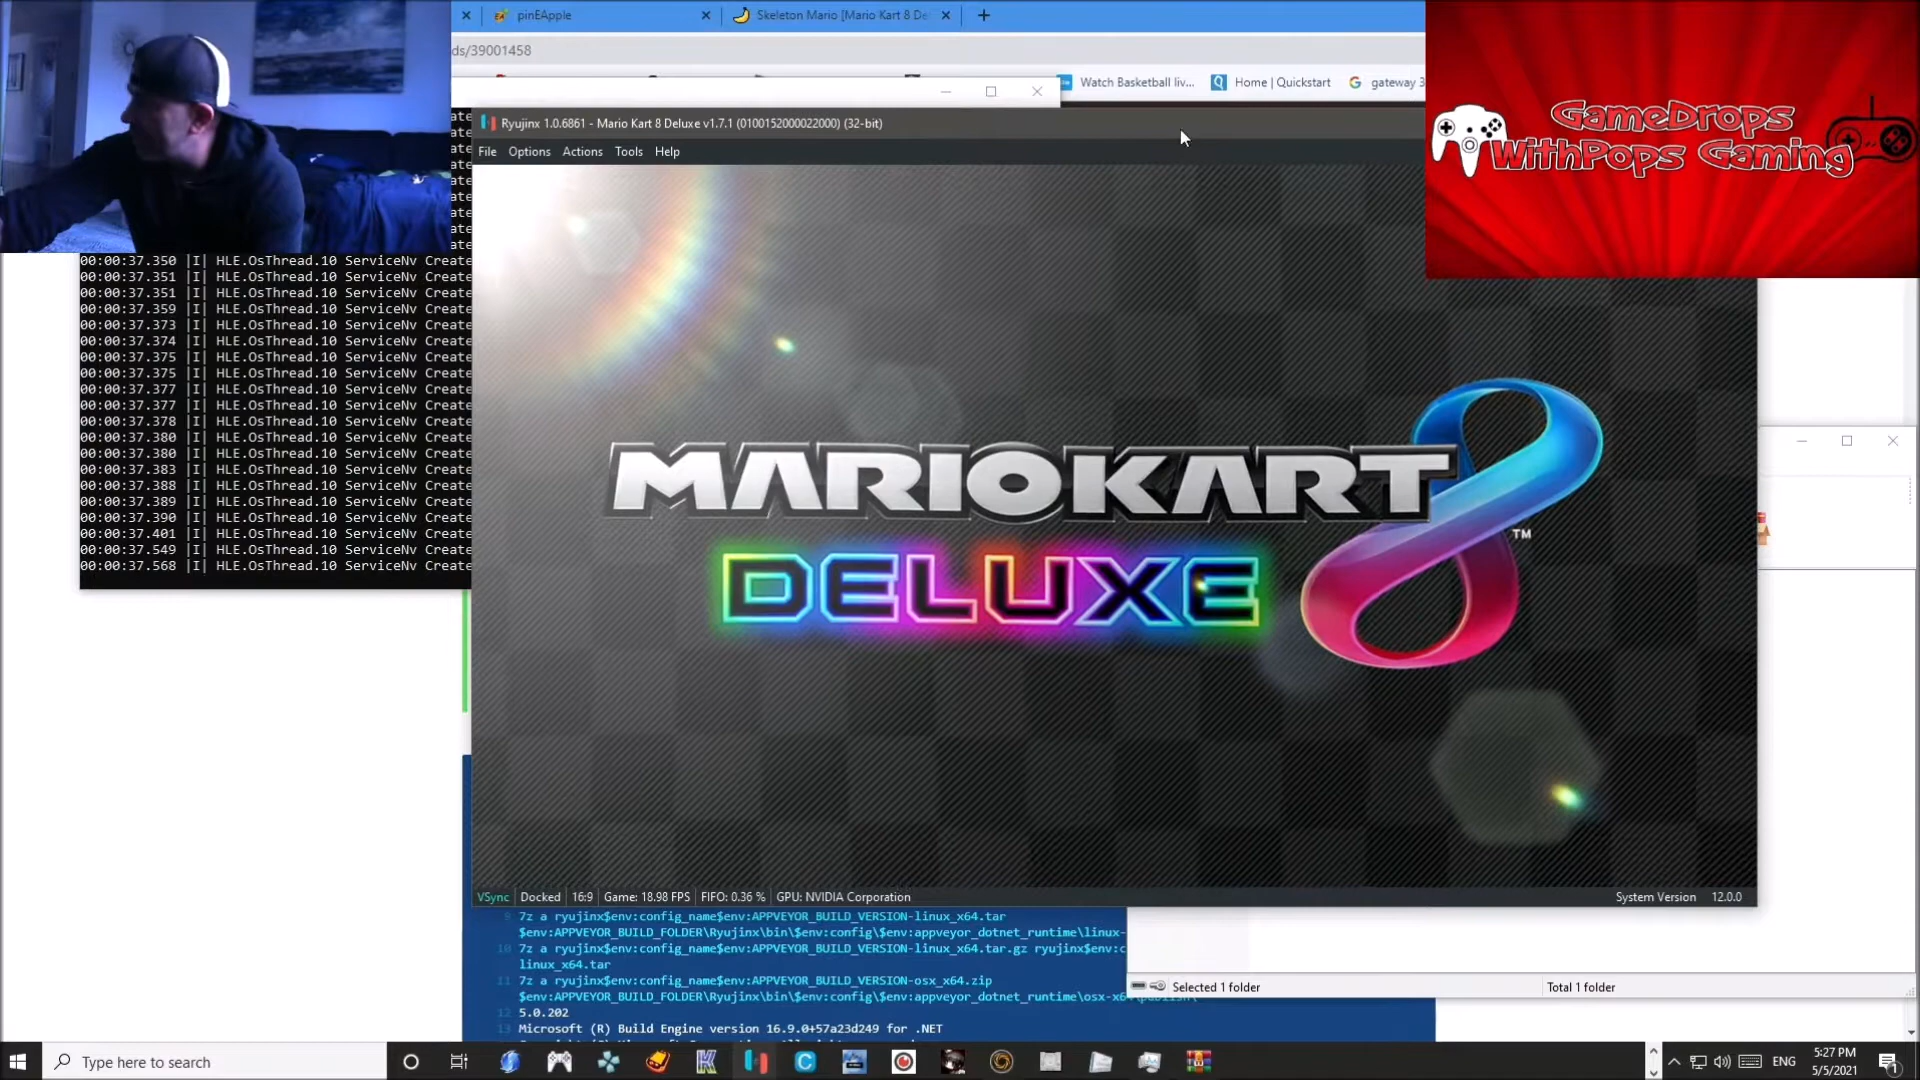 pinEApple
Skeleton Mario [Mario Kart 8 De
ds/39001458
Watch Basketball liv...
Home | Quickstart
gateway 3
GameDrops
WithPops Gaming
Ryujinx 1.0.6861 - Mario Kart 8 Deluxe v1.7.1 (0100152000022000) (32-bit)
File Options Actions Tools Help
00:00:37.350 |I| HLE.OsThread.10 ServiceNv Create
00:00:37.351 |I| HLE.OsThread.10 ServiceNv Create
00:00:37.351 |I| HLE.OsThread.10 ServiceNv Create
00:00:37.359 |I| HLE.OsThread.10 ServiceNv Create
00:00:37.373 |I| HLE.OsThread.10 ServiceNv Create
00:00:37.374 |I| HLE.OsThread.10 ServiceNv Create
00:00:37.375 |I| HLE.OsThread.10 ServiceNv Create
00:00:37.375 |I| HLE.OsThread.10 ServiceNv Create
00:00:37.377 |I| HLE.OsThread.10 ServiceNv Create
00:00:37.377 |I| HLE.OsThread.10 ServiceNv Create
00:00:37.378 |I| HLE.OsThread.10 ServiceNv Create
00:00:37.380 |I| HLE.OsThread.10 ServiceNv Create
00:00:37.380 |I| HLE.OsThread.10 ServiceNv Create
00:00:37.383 |I| HLE.OsThread.10 ServiceNv Create
00:00:37.388 |I| HLE.OsThread.10 ServiceNv Create
00:00:37.389 |I| HLE.OsThread.10 ServiceNv Create
00:00:37.390 |I| HLE.OsThread.10 ServiceNv Create
00:00:37.401 |I| HLE.OsThread.10 ServiceNv Create
00:00:37.549 |I| HLE.OsThread.10 ServiceNv Create
00:00:37.568 |I| HLE.OsThread.10 ServiceNv Create
MARIOKART 8
DELUXE
TM
VSync Docked 16:9 Game: 18.98 FPS FIFO: 0.36 % GPU: NVIDIA Corporation System Version 12.0.0
9 7z a ryujinx$env:config_name$env:APPVEYOR_BUILD_VERSION-linux_x64.tar
$env:APPVEYOR_BUILD_FOLDER\Ryujinx\bin\$env:config\$env:appveyor_dotnet_runtime\linux-
10 7z a ryujinx$env:config_name$env:APPVEYOR_BUILD_VERSION-linux_x64.tar.gz ryujinx$env:c
linux_x64.tar
11 7z a ryujinx$env:config_name$env:APPVEYOR_BUILD_VERSION-osx_x64.zip
$env:APPVEYOR_BUILD_FOLDER\Ryujinx\bin\$env:config\$env:appveyor_dotnet_runtime\osx-x
12 5.0.202
13 Microsoft (R) Build Engine version 16.9.0+57a23d249 for .NET
Selected 1 folder
Total 1 folder
Type here to search
ENG
5:27 PM
5/5/2021